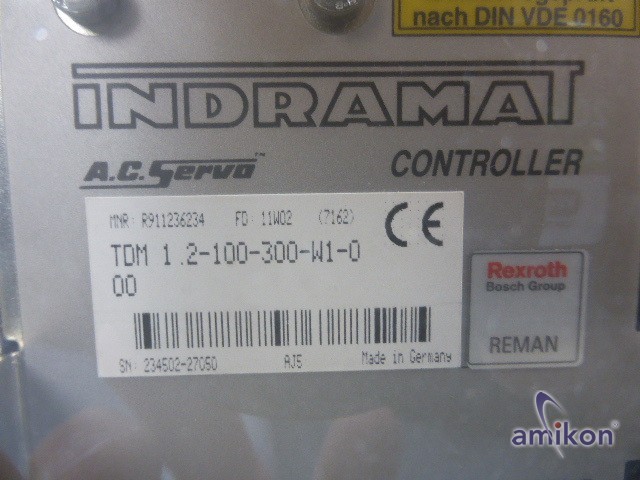 nach DIN VDE 0160
INDRAMAT
A.C. Servo™ CONTROLLER
MNR: R911236234 FD: 11W02 (7162)
CE
TDM 1.2-100-300-W1-0
00
Rexroth
Bosch Group
REMAN
SN: 234502-27050 AJ5 Made in Germany
amikon®